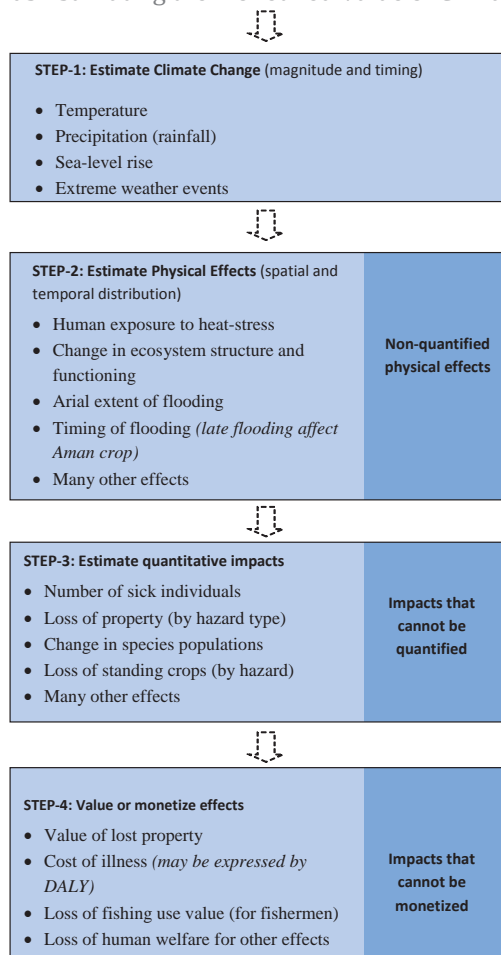 STEP-1: Estimate Climate Change (magnitude and timing)
• Temperature
• Precipitation (rainfall)
• Sea-level rise
• Extreme weather events
STEP-2: Estimate Physical Effects (spatial and
temporal distribution)
• Human exposure to heat-stress
• Change in ecosystem structure and
functioning
• Arial extent of flooding
• Timing of flooding (late flooding affect
Aman crop)
• Many other effects
Non-quantified
physical effects
STEP-3: Estimate quantitative impacts
• Number of sick individuals
• Loss of property (by hazard type)
• Change in species populations
• Loss of standing crops (by hazard)
• Many other effects
Impacts that
cannot be
quantified
STEP-4: Value or monetize effects
• Value of lost property
• Cost of illness (may be expressed by
DALY)
• Loss of fishing use value (for fishermen)
• Loss of human welfare for other effects
Impacts that
cannot be
monetized